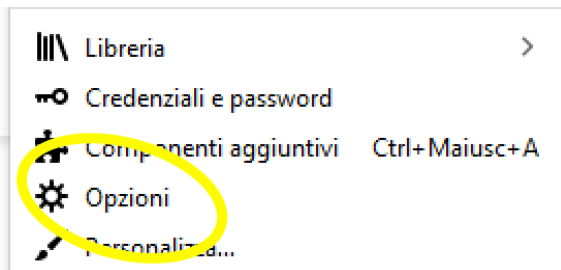 Libreria
Credenziali e password
Componenti aggiuntivi Ctrl+Maiusc+A
Opzioni
Personalizza...